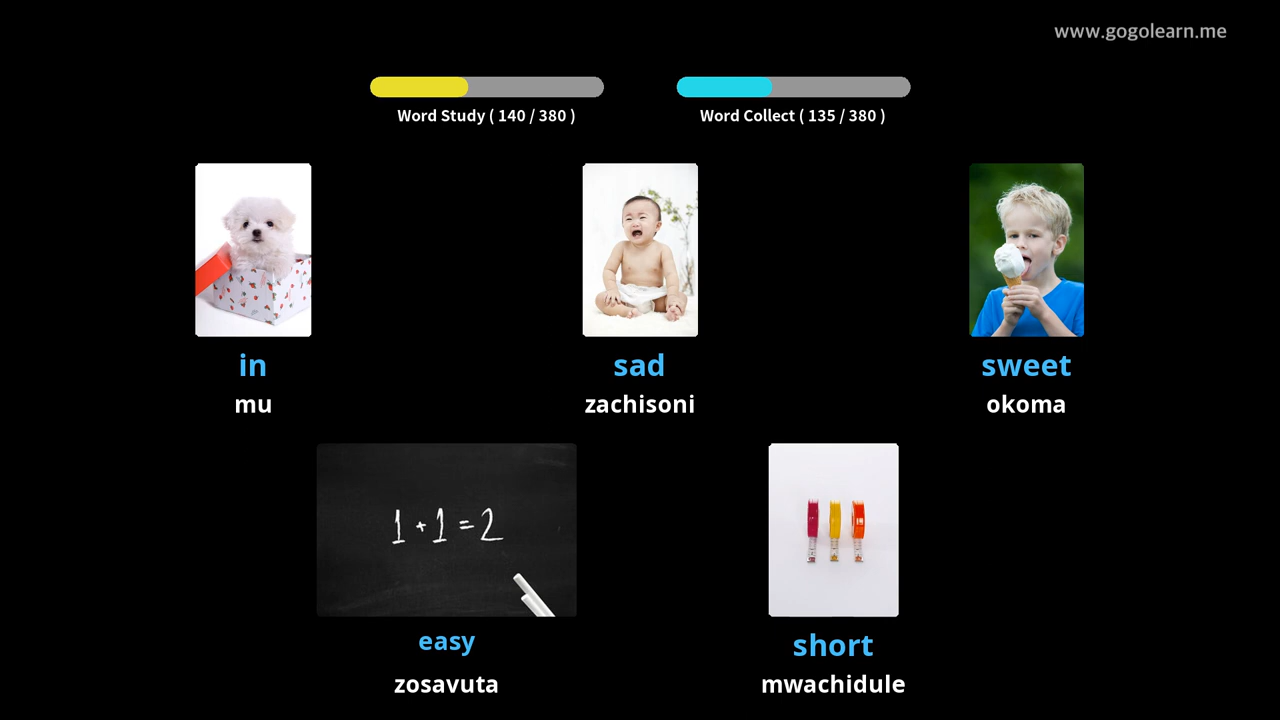 www.gogolearn.me
Word Study ( 140 / 380 )
Word Collect ( 135 / 380 )
in
mu
sad
zachisoni
sweet
okoma
1 + 1 = 2
easy
zosavuta
short
mwachidule